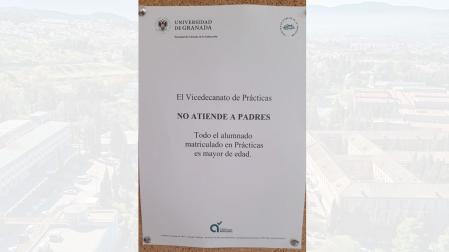 UNIVERSIDAD
DE GRANADA
El Vicedecanato de Prácticas
NO ATIENDE A PADRES
Todo el alumnado
matriculado en Prácticas
es mayor de edad.